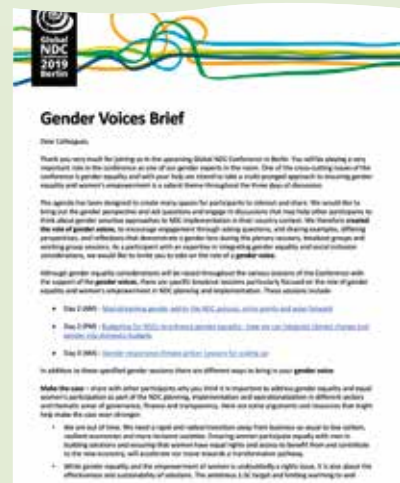 Global
NDC
Conference
2019
Berlin
Gender Voices Brief
Dear Colleagues,
Thank you very much for joining us in the upcoming Global NDC Conference in Berlin. You will be playing a very
important role in the conference as one of our gender experts in the room. One of the cross-cutting issues of the
conference is gender equality and with your help we intend to take a multi-pronged approach to ensuring gender
equality and women's empowerment is a salient theme throughout the three days of discussion.
The agenda has been designed to create many spaces for participants to interact and share. We would like to
bring out the gender perspective and ask questions and engage in discussions that may help other participants to
think about gender sensitive approaches to NDC implementation in their country context. We therefore created
the role of gender voices, to encourage engagement through asking questions, and sharing examples, differing
perspectives, and reflections that demonstrate a gender lens during the plenary sessions, breakout groups and
working group sessions. As a participant with an expertise in integrating gender equality and social inclusion
considerations, we would like to invite you to take on the role of a gender voice.
Although gender equality considerations will be raised throughout the various sessions of the Conference with
the support of the gender voices, there are specific breakout sessions particularly focused on the role of gender
equality and women's empowerment in NDC planning and implementation. These sessions include:
• Day 2 (AM) - Mainstreaming gender within the NDC process, entry points and ways forward
• Day 2 (PM) - Budgeting for NDCs to enhance gender equality - how we can integrate climate change and
gender into domestic budgets
• Day 3 (AM) - Gender responsive climate action: Lessons for scaling up
In addition to these specified gender sessions there are different ways to bring in your gender voice:
Make the case - share with other participants why you think it is important to address gender equality and equal
women's participation as part of the NDC planning, implementation and operationalization in different sectors
and thematic areas of governance, finance and transparency. Here are some arguments and resources that might
help make the case even stronger.
• We are out of time. We need a rapid and radical transition away from business as usual to low carbon,
resilient economies and more inclusive societies. Ensuring women participate equally with men in
building solutions and ensuring that women have equal rights and access to benefit from and contribute
to the new economy, will accelerate our move towards a transformation pathway.
• While gender equality and the empowerment of women is undoubtedly a rights issue, it is also about the
effectiveness and sustainability of solutions. The ambitious 1.5C target and limiting warming to and